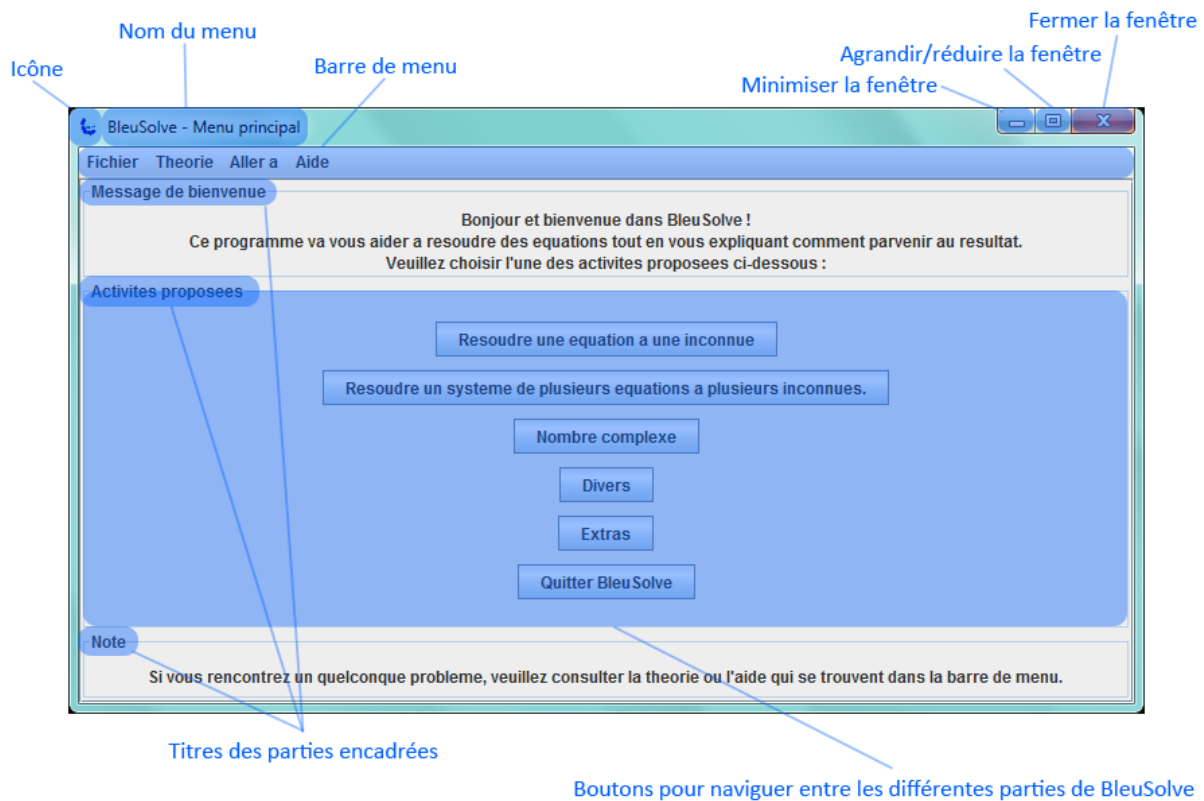 Fermer la fenêtre
Nom du menu
Agrandir/réduire la fenêtre
Icône
Barre de menu
Minimiser la fenêtre
BleuSolve - Menu principal
Fichier Theorie Aller a Aide
Message de bienvenue
Bonjour et bienvenue dans BleuSolve !
Ce programme va vous aider a resoudre des equations tout en vous expliquant comment parvenir au resultat.
Veuillez choisir l'une des activites proposees ci-dessous :
Activites proposees
Resoudre une equation a une inconnue
Resoudre un systeme de plusieurs equations a plusieurs inconnues.
Nombre complexe
Divers
Extras
Quitter BleuSolve
Note
Si vous rencontrez un quelconque probleme, veuillez consulter la theorie ou l'aide qui se trouvent dans la barre de menu.
Titres des parties encadrées
Boutons pour naviguer entre les différentes parties de BleuSolve